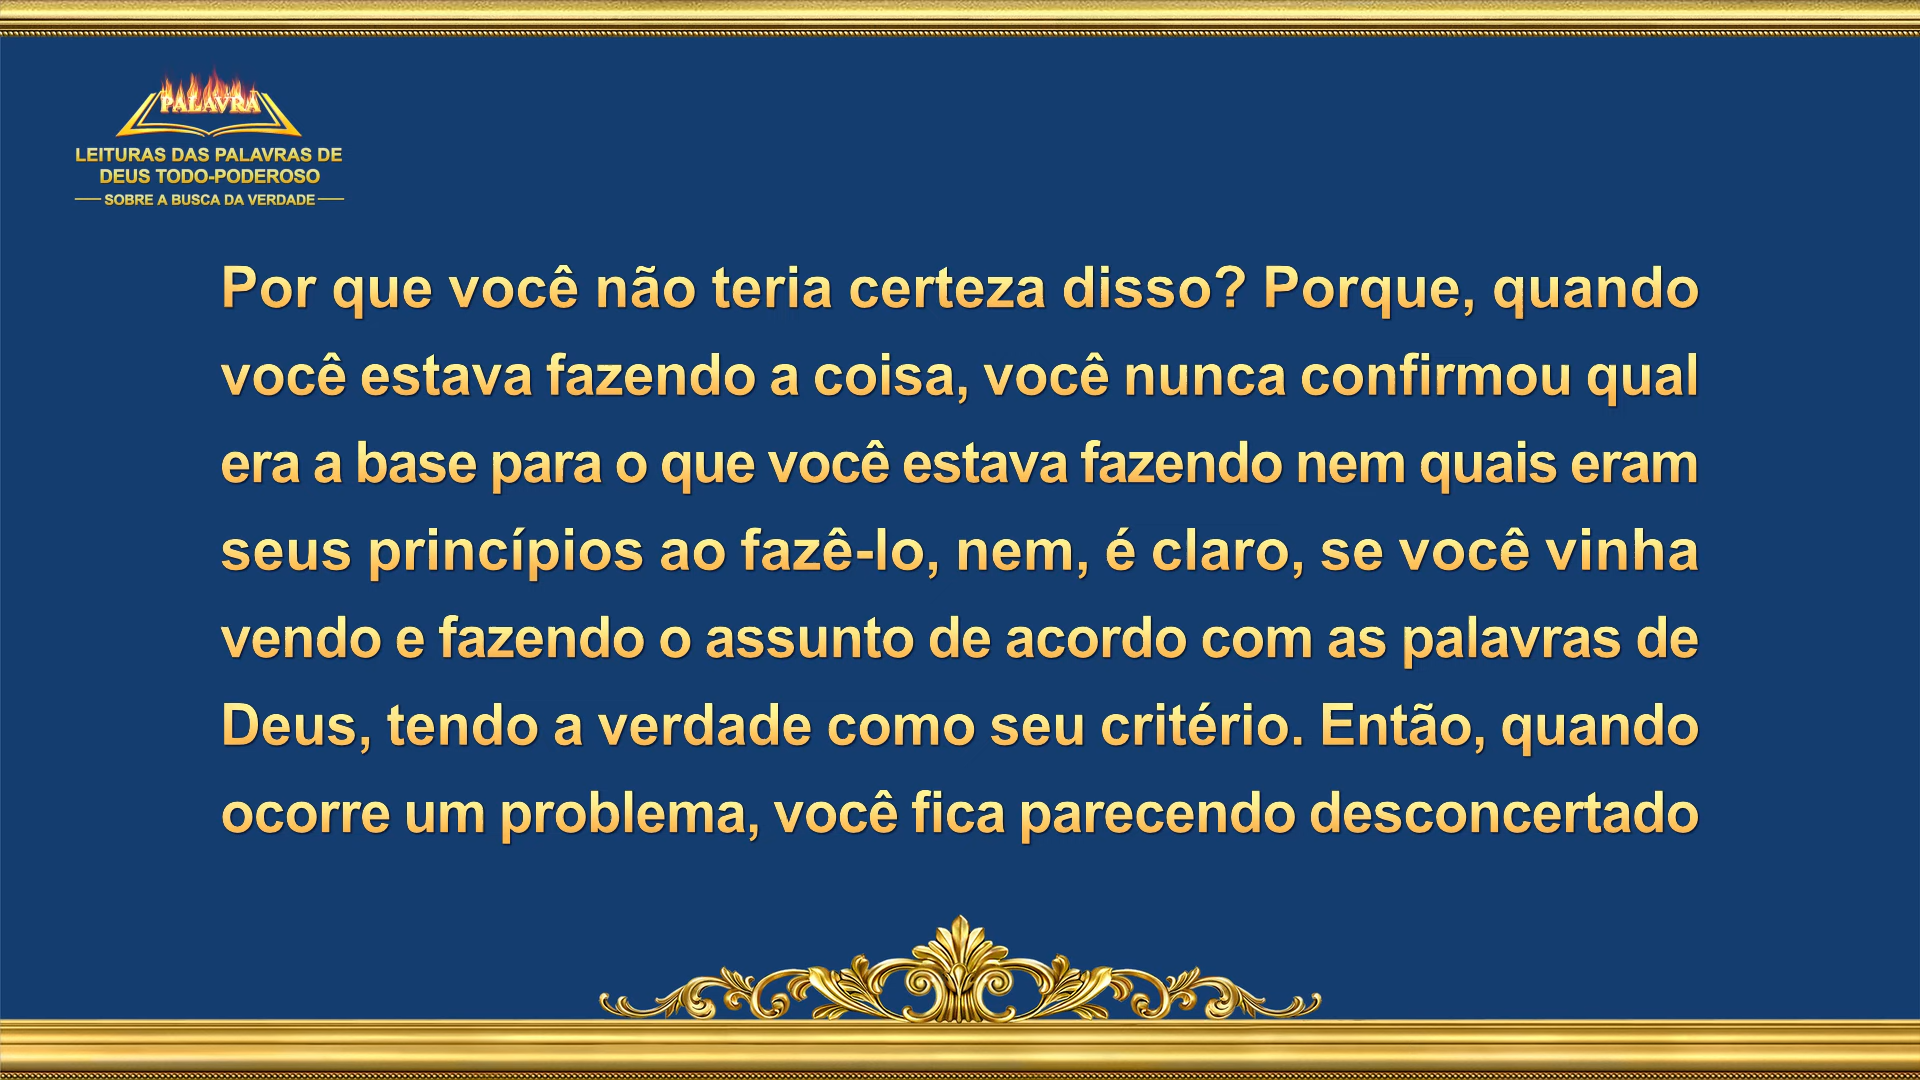 PALAVRA
LEITURAS DAS PALAVRAS DE
DEUS TODO-PODEROSO
SOBRE A BUSCA DA VERDADE
Por que você não teria certeza disso? Porque, quando
você estava fazendo a coisa, você nunca confirmou qual
era a base para o que você estava fazendo nem quais eram
seus princípios ao fazê-lo, nem, é claro, se você vinha
vendo e fazendo o assunto de acordo com as palavras de
Deus, tendo a verdade como seu critério. Então, quando
ocorre um problema, você fica parecendo desconcertado